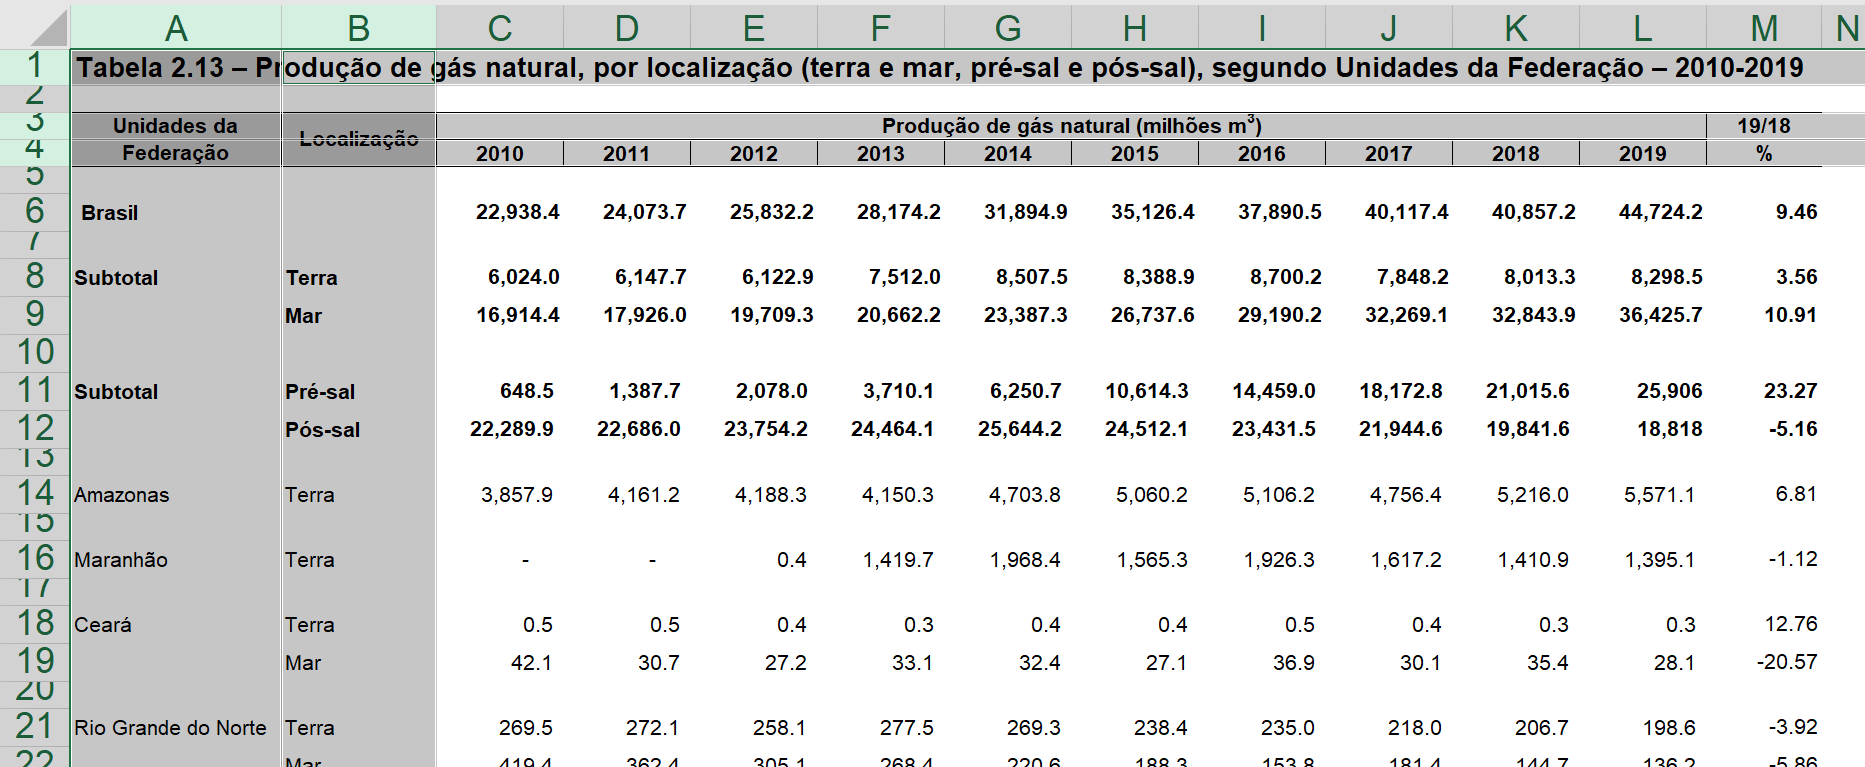 A B C D E F G H I J K L M N
1 Tabela 2.13 – Produção de gás natural, por localização (terra e mar, pré-sal e pós-sal), segundo Unidades da Federação – 2010-2019
2
3 Unidades da Localização Produção de gás natural (milhões m³) 19/18
4 Federação 2010 2011 2012 2013 2014 2015 2016 2017 2018 2019 %
5
6 Brasil 22,938.4 24,073.7 25,832.2 28,174.2 31,894.9 35,126.4 37,890.5 40,117.4 40,857.2 44,724.2 9.46
7
8 Subtotal Terra 6,024.0 6,147.7 6,122.9 7,512.0 8,507.5 8,388.9 8,700.2 7,848.2 8,013.3 8,298.5 3.56
9 Mar 16,914.4 17,926.0 19,709.3 20,662.2 23,387.3 26,737.6 29,190.2 32,269.1 32,843.9 36,425.7 10.91
10
11 Subtotal Pré-sal 648.5 1,387.7 2,078.0 3,710.1 6,250.7 10,614.3 14,459.0 18,172.8 21,015.6 25,906 23.27
12 Pós-sal 22,289.9 22,686.0 23,754.2 24,464.1 25,644.2 24,512.1 23,431.5 21,944.6 19,841.6 18,818 -5.16
13
14 Amazonas Terra 3,857.9 4,161.2 4,188.3 4,150.3 4,703.8 5,060.2 5,106.2 4,756.4 5,216.0 5,571.1 6.81
15
16 Maranhão Terra - - 0.4 1,419.7 1,968.4 1,565.3 1,926.3 1,617.2 1,410.9 1,395.1 -1.12
17
18 Ceará Terra 0.5 0.5 0.4 0.3 0.4 0.4 0.5 0.4 0.3 0.3 12.76
19 Mar 42.1 30.7 27.2 33.1 32.4 27.1 36.9 30.1 35.4 28.1 -20.57
20
21 Rio Grande do Norte Terra 269.5 272.1 258.1 277.5 269.3 238.4 235.0 218.0 206.7 198.6 -3.92
22 Mar 419.4 362.4 305.1 268.4 220.6 188.3 153.8 181.4 144.7 136.2 -5.86